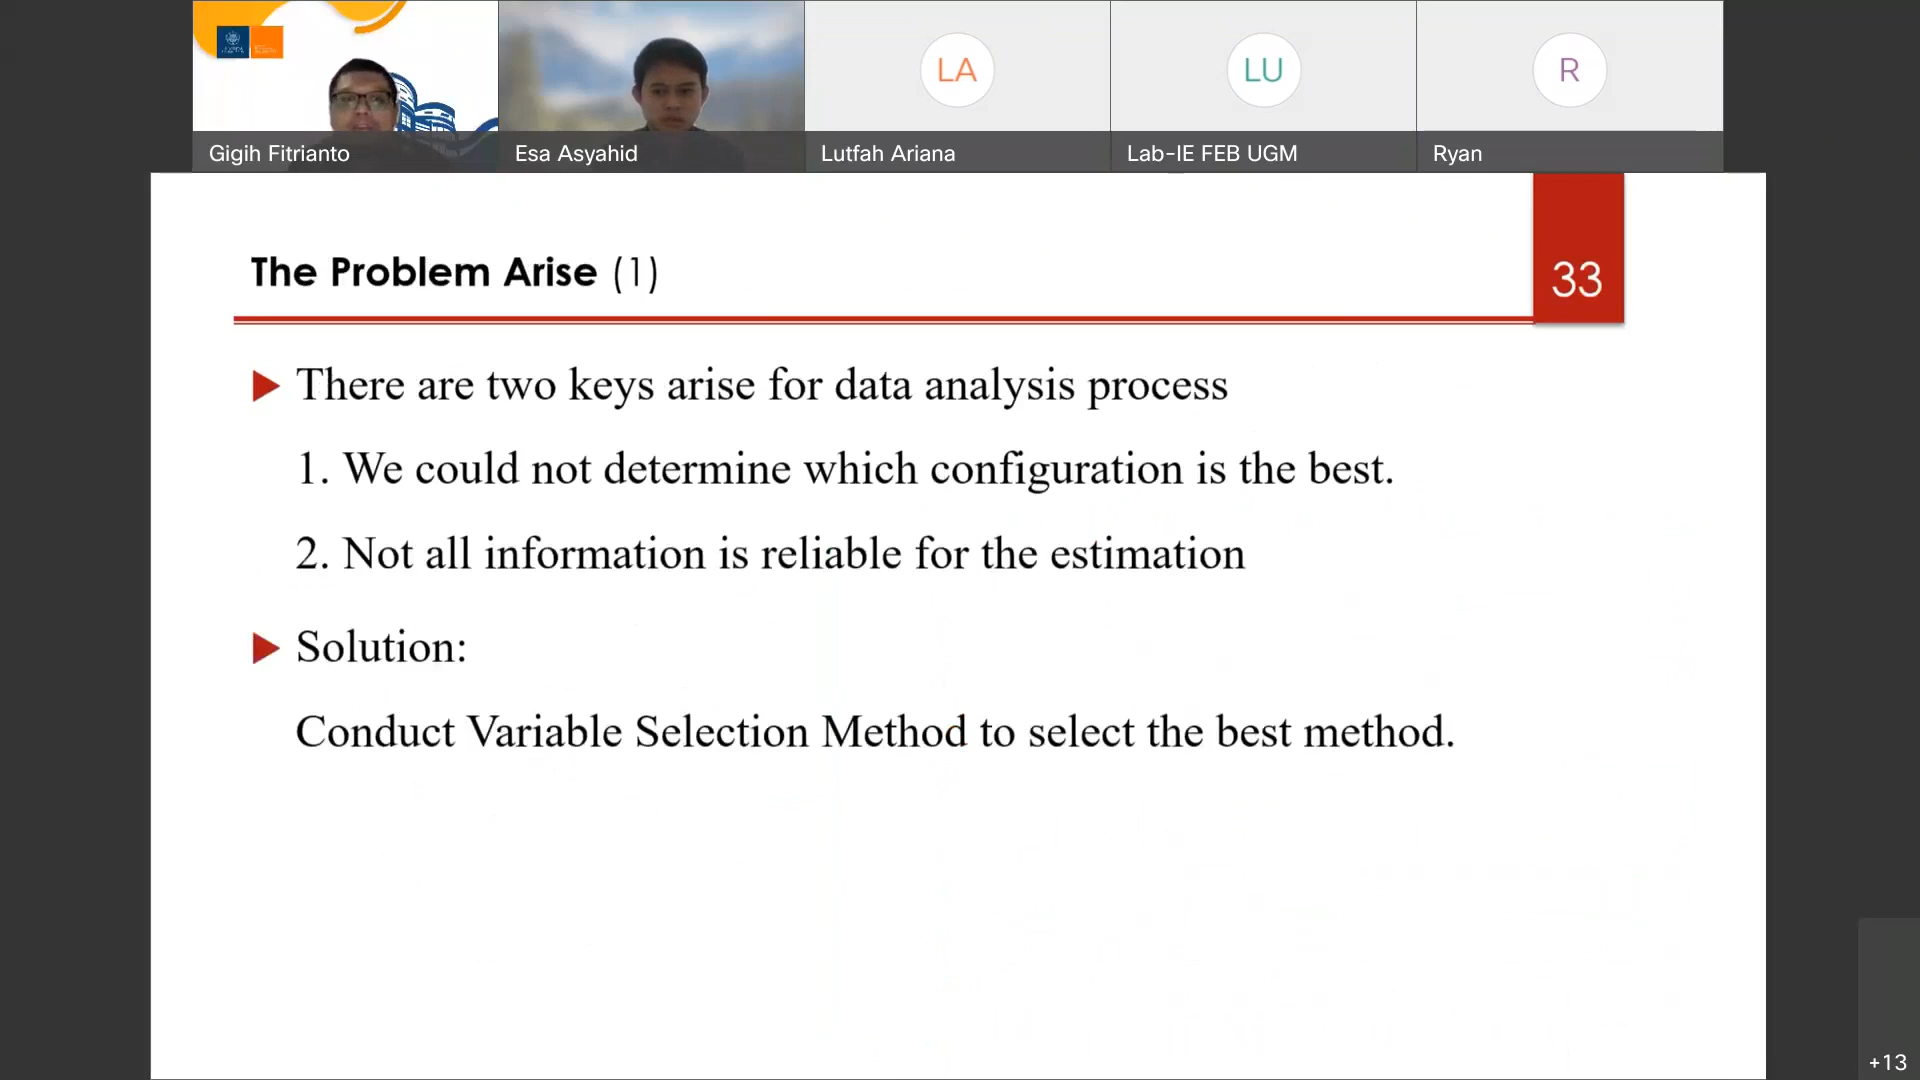 LA
LU
R
Gigih Fitrianto
Esa Asyahid
Lutfah Ariana
Lab-IE FEB UGM
Ryan
The Problem Arise (1)
33
There are two keys arise for data analysis process
1. We could not determine which configuration is the best.
2. Not all information is reliable for the estimation
Solution:
Conduct Variable Selection Method to select the best method.
+13